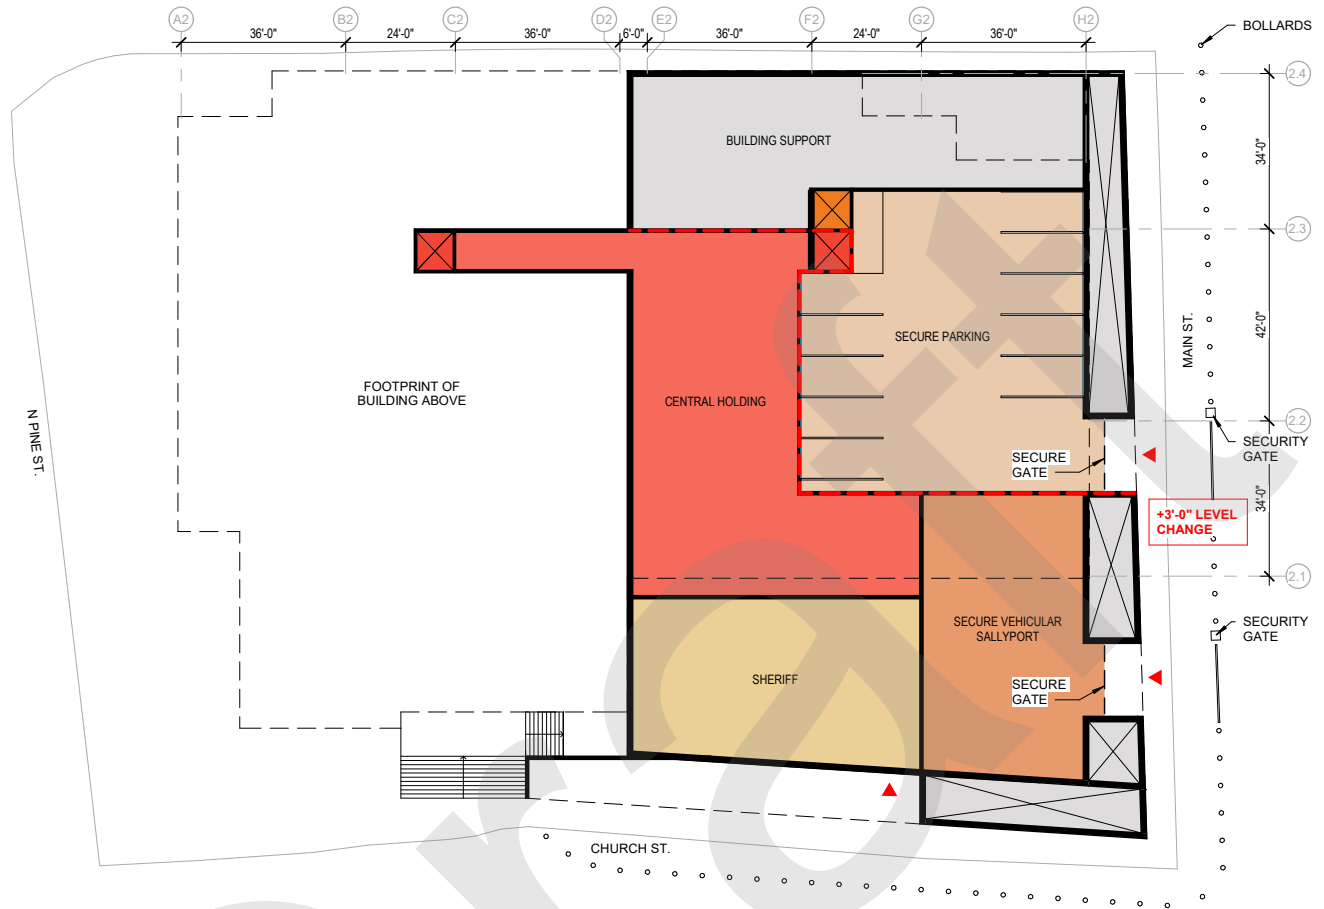 A2
B2
C2
D2
E2
F2
G2
H2
36'-0"
24'-0"
36'-0"
6'-0"
36'-0"
24'-0"
36'-0"
BOLLARDS
2.4
34'-0"
BUILDING SUPPORT
2.3
42'-0"
MAIN ST.
SECURE PARKING
FOOTPRINT OF
BUILDING ABOVE
CENTRAL HOLDING
N PINE ST.
2.2
SECURITY
GATE
SECURE
GATE
34'-0"
+3'-0" LEVEL
CHANGE
2.1
SECURE VEHICULAR
SALLYPORT
SECURITY
GATE
SHERIFF
SECURE
GATE
CHURCH ST.